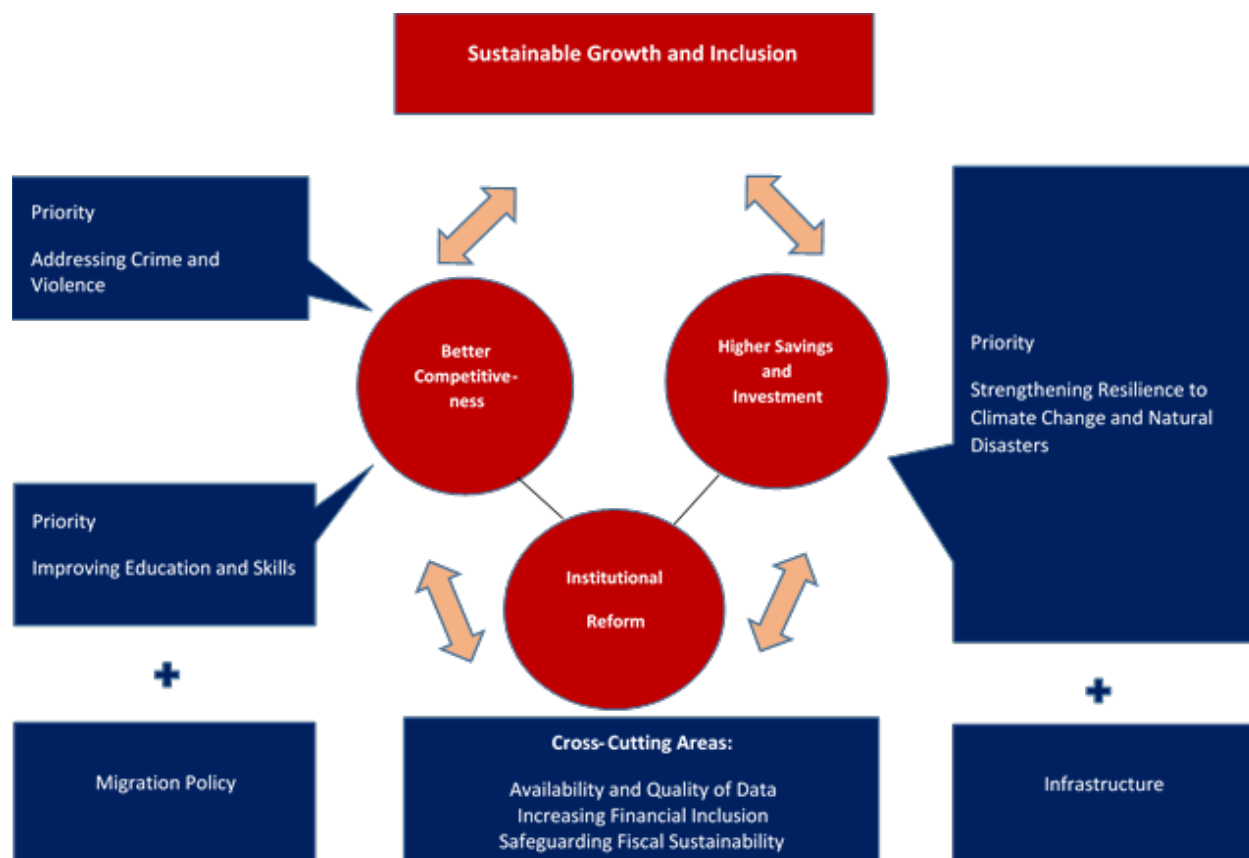 Sustainable Growth and Inclusion
Priority
Addressing Crime and
Violence
Better
Competitive-
ness
Higher Savings
and
Investment
Priority
Strengthening Resilience to
Climate Change and Natural
Disasters
Priority
Improving Education and Skills
Institutional
Reform
Migration Policy
Cross-Cutting Areas:
Availability and Quality of Data
Increasing Financial Inclusion
Safeguarding Fiscal Sustainability
Infrastructure